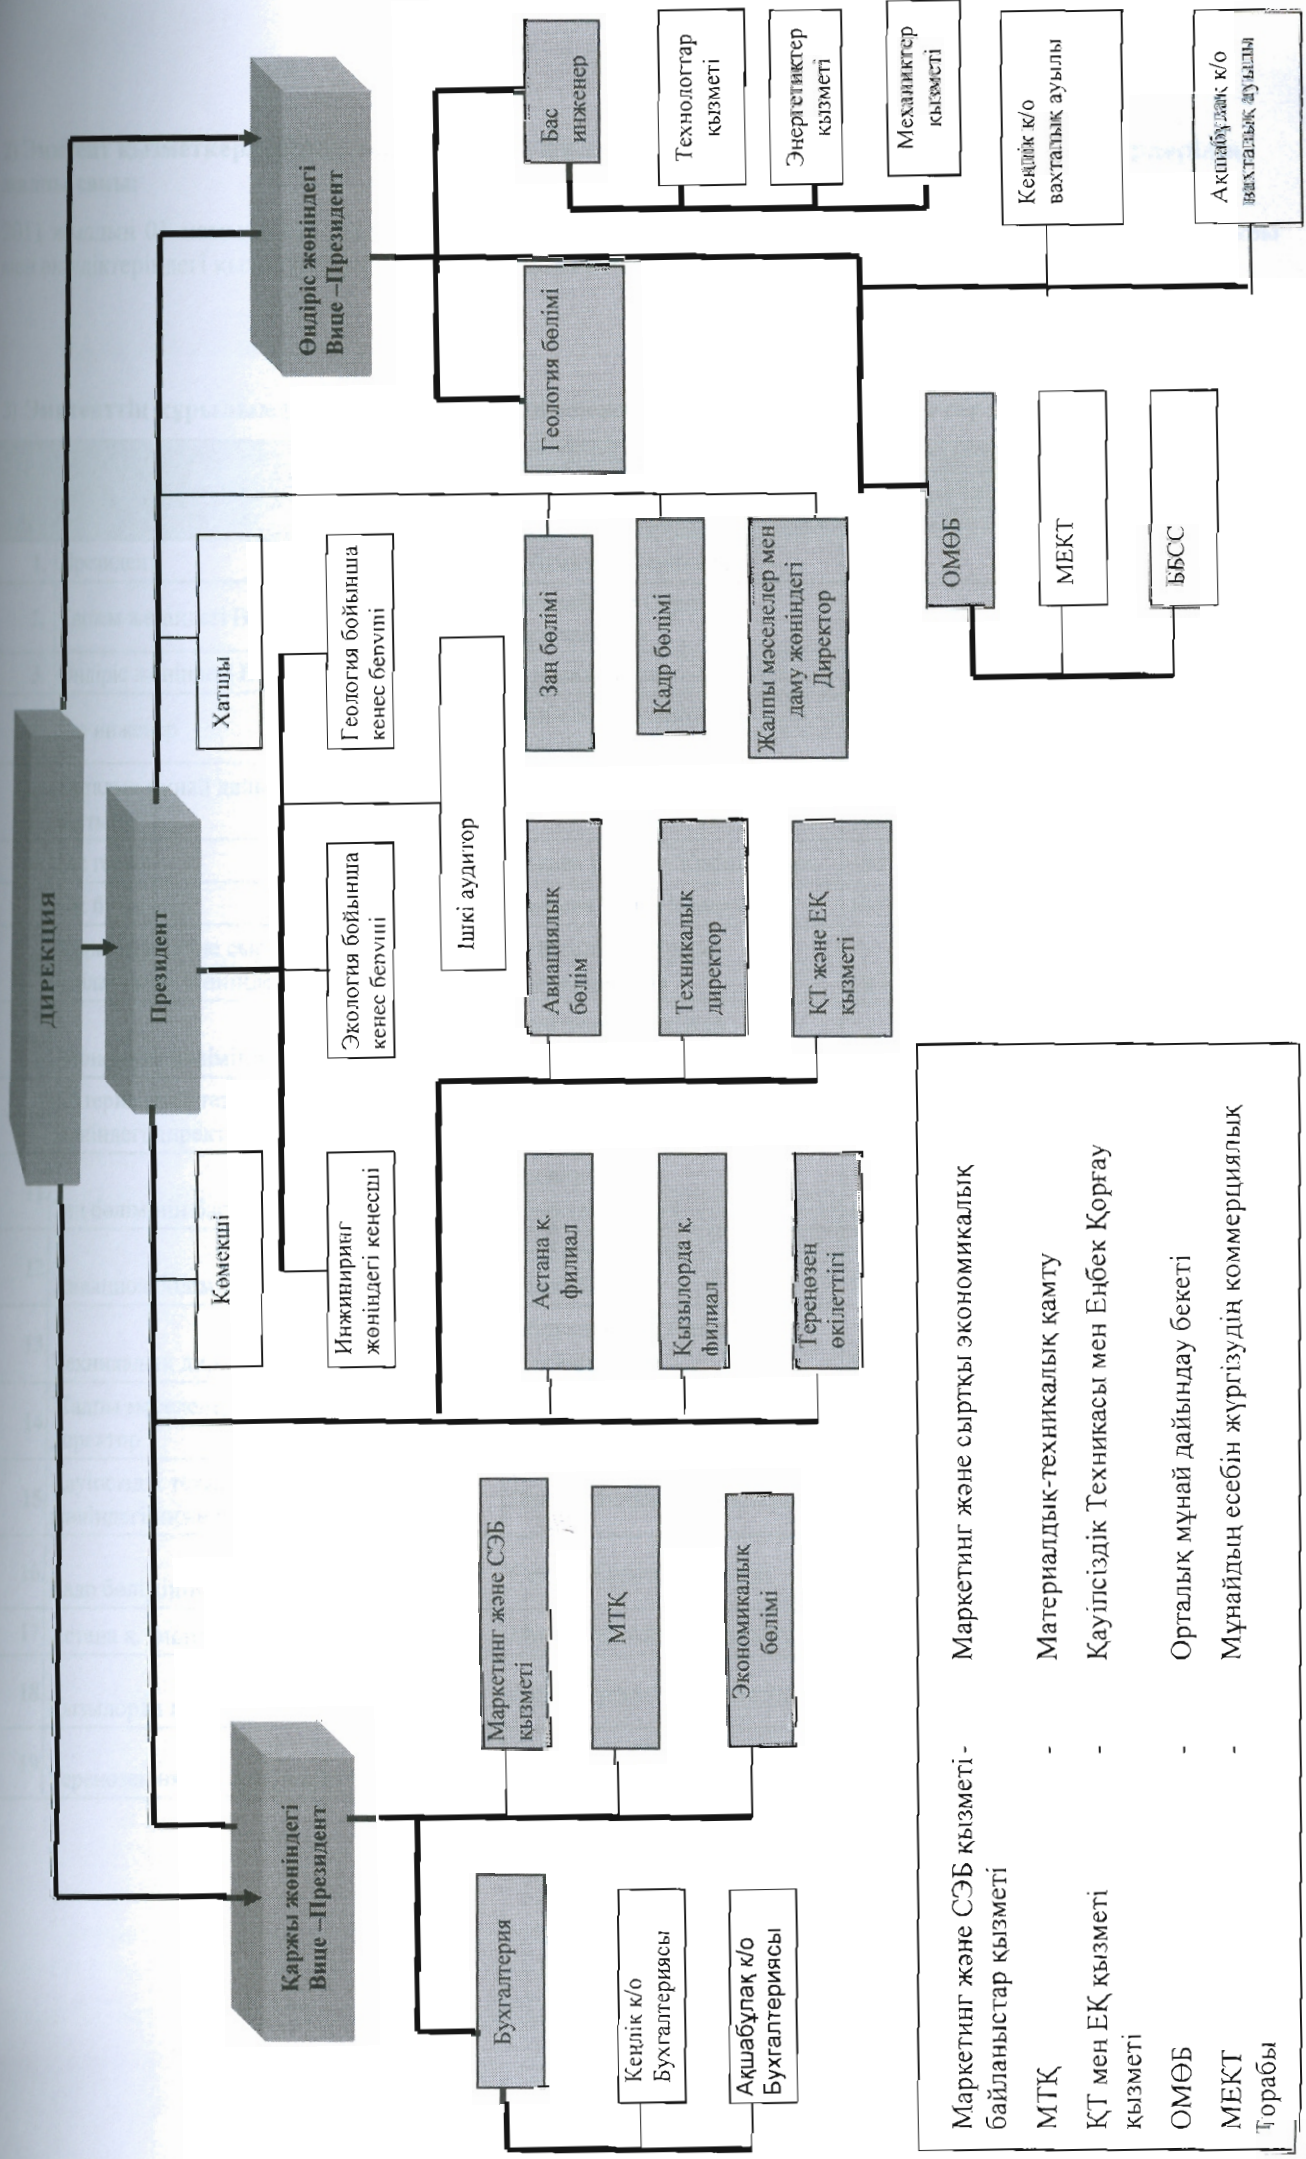 ДИРЕКЦИЯ
Президент
Қаржы жөніндегі
Вице –Президент
Өндіріс жөніндегі
Вице –Президент
Көмекші
Хатшы
Инжиниринг
жөніндегі кеңесші
Экология бойынша
кеңес беруші
Геология бойынша
кеңес беруші
Ішкі аудитор
Бухгалтерия
Кеңлік к/о
Бухгалтериясы
Ақшабұлақ к/о
Бухгалтериясы
Маркетинг және СЭБ
қызметі
МТҚ
Экономикалық
бөлімі
Астана қ.
филиал
Қызылорда қ.
филиал
Тереңөзен
өкілеттігі
Авиациялық
бөлім
Техникалық
директор
ҚТ және ЕҚ
қызметі
Заң бөлімі
Кадр бөлімі
Жалпы мәселелер мен
даму жөніндегі
Директор
Геология бөлімі
Бас
инженер
Технологтар
қызметі
Энергетиктер
қызметі
Механиктер
қызметі
Кеңлік к/о
вахталық ауылы
Ақшабұлақ к/о
вахталық ауылы
ОМӨБ
МЕКТ
ББСС
Маркетинг және СЭБ қызметі - Маркетинг және сыртқы экономикалық
байланыстар қызметі
МТҚ - Материалдық-техникалық қамту
ҚТ мен ЕҚ қызметі - Қауіпсіздік Техникасы мен Еңбек Қорғау
қызметі
ОМӨБ - Орталық мұнай дайындау бекеті
МЕКТ - Мұнайдың есебін жүргізудің коммерциялық
Торабы